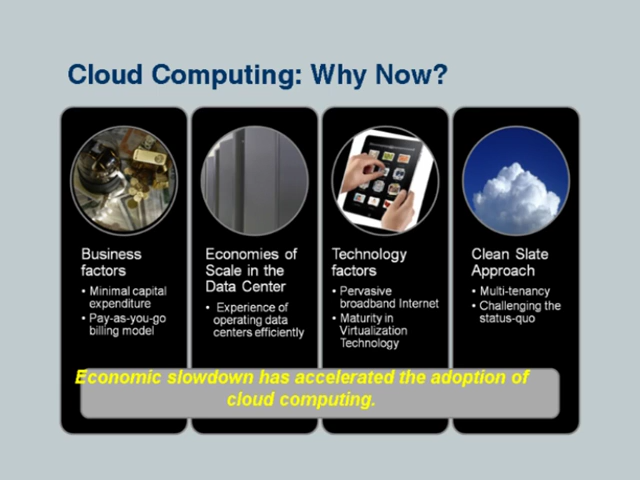 Cloud Computing: Why Now?
Business
factors
• Minimal capital
expenditure
• Pay-as-you-go
billing model
Economies of
Scale in the
Data Center
• Experience of
operating data
centers efficiently
Technology
factors
• Pervasive
broadband Internet
• Maturity in
Virtualization
Technology
Clean Slate
Approach
• Multi-tenancy
• Challenging the
status-quo
Economic slowdown has accelerated the adoption of
cloud computing.